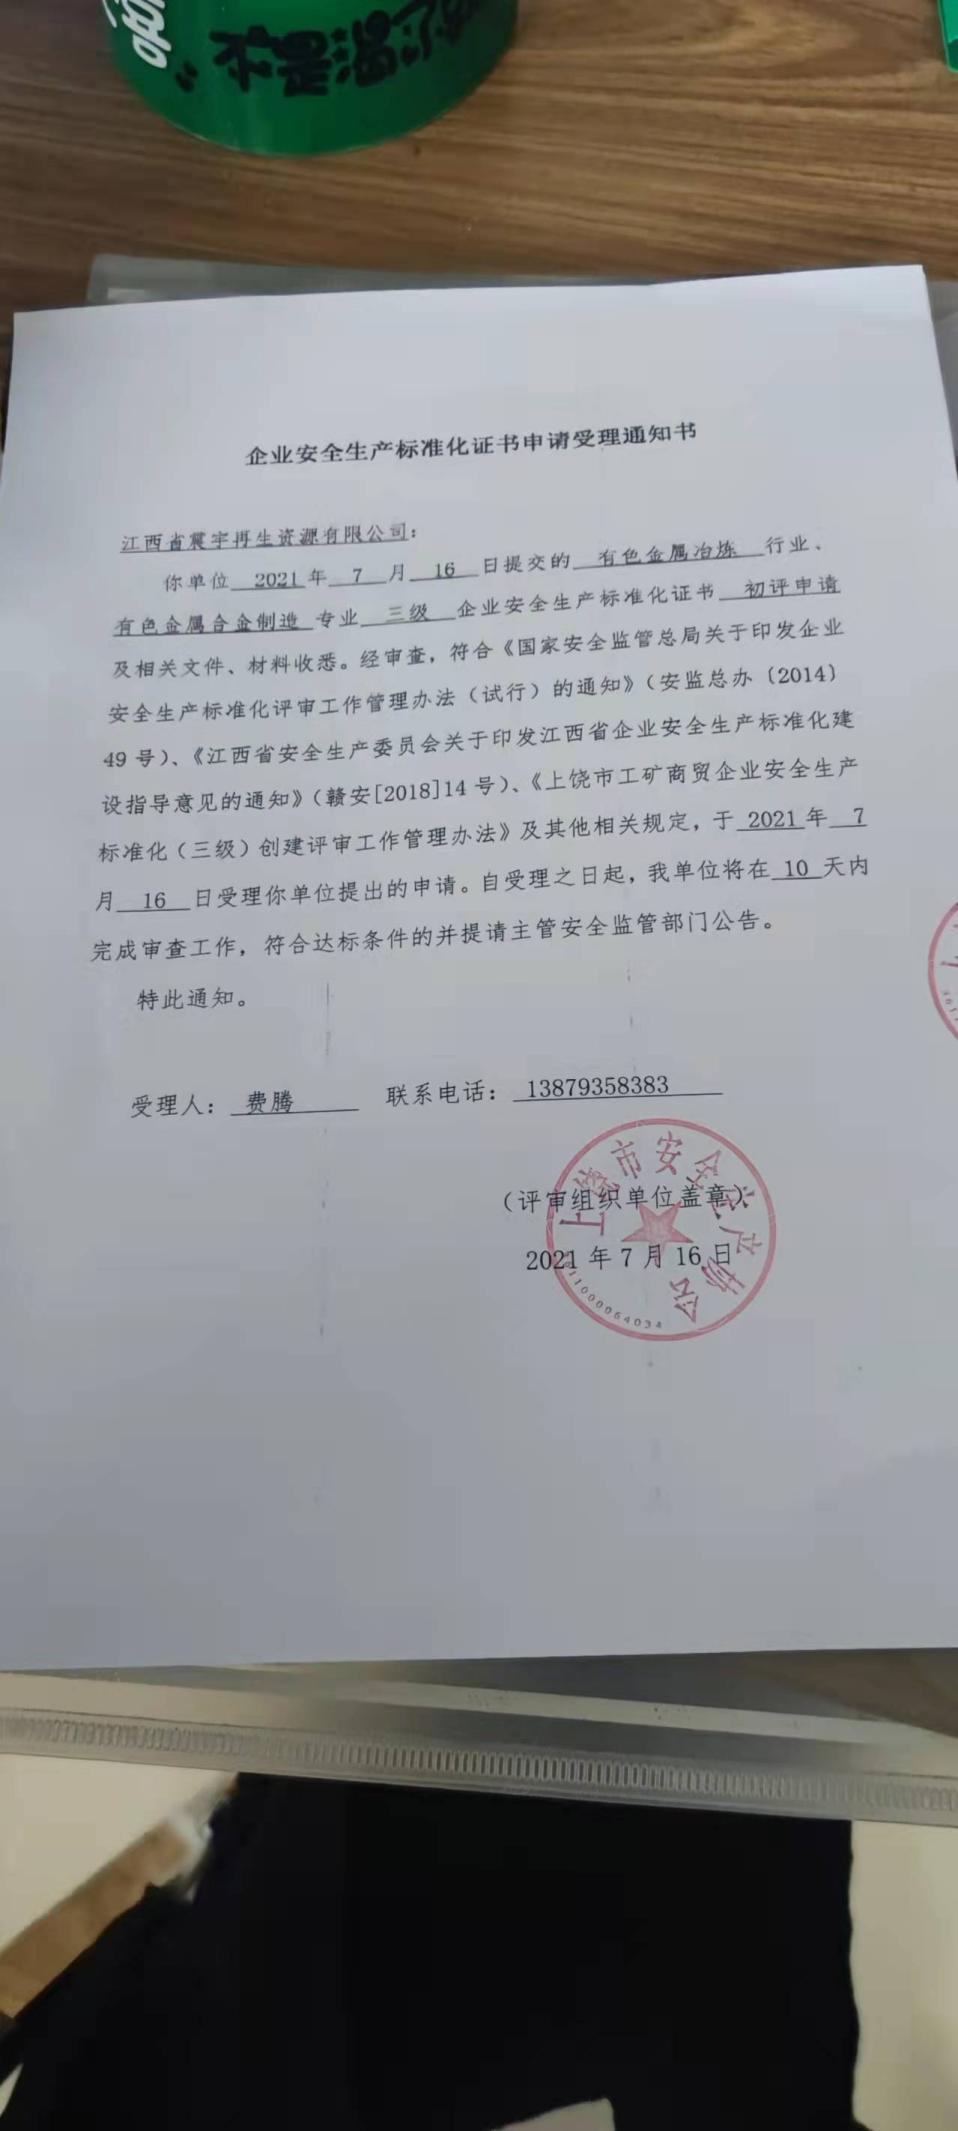 企业安全生产标准化证书申请受理通知书
江西省震宇再生资源有限公司：
你单位 2021 年 7 月 16 日提交的 有色金属冶炼 行业、
有色金属合金制造 专业 三级 企业安全生产标准化证书 初评申请
及相关文件、材料收悉。经审查，符合《国家安全监管总局关于印发企业
安全生产标准化评审工作管理办法（试行）的通知》（安监总办〔2014〕
49 号）、《江西省安全生产委员会关于印发江西省企业安全生产标准化建
设指导意见的通知》（赣安[2018]14 号）、《上饶市工矿商贸企业安全生产
标准化（三级）创建评审工作管理办法》及其他相关规定，于 2021 年 7
月 16 日受理你单位提出的申请。自受理之日起，我单位将在 10 天内
完成审查工作，符合达标条件的并提请主管安全监管部门公告。
特此通知。
受理人： 费腾 联系电话： 13879358383
（评审组织单位盖章）
2021 年 7 月 16 日
上饶市安全生产协会